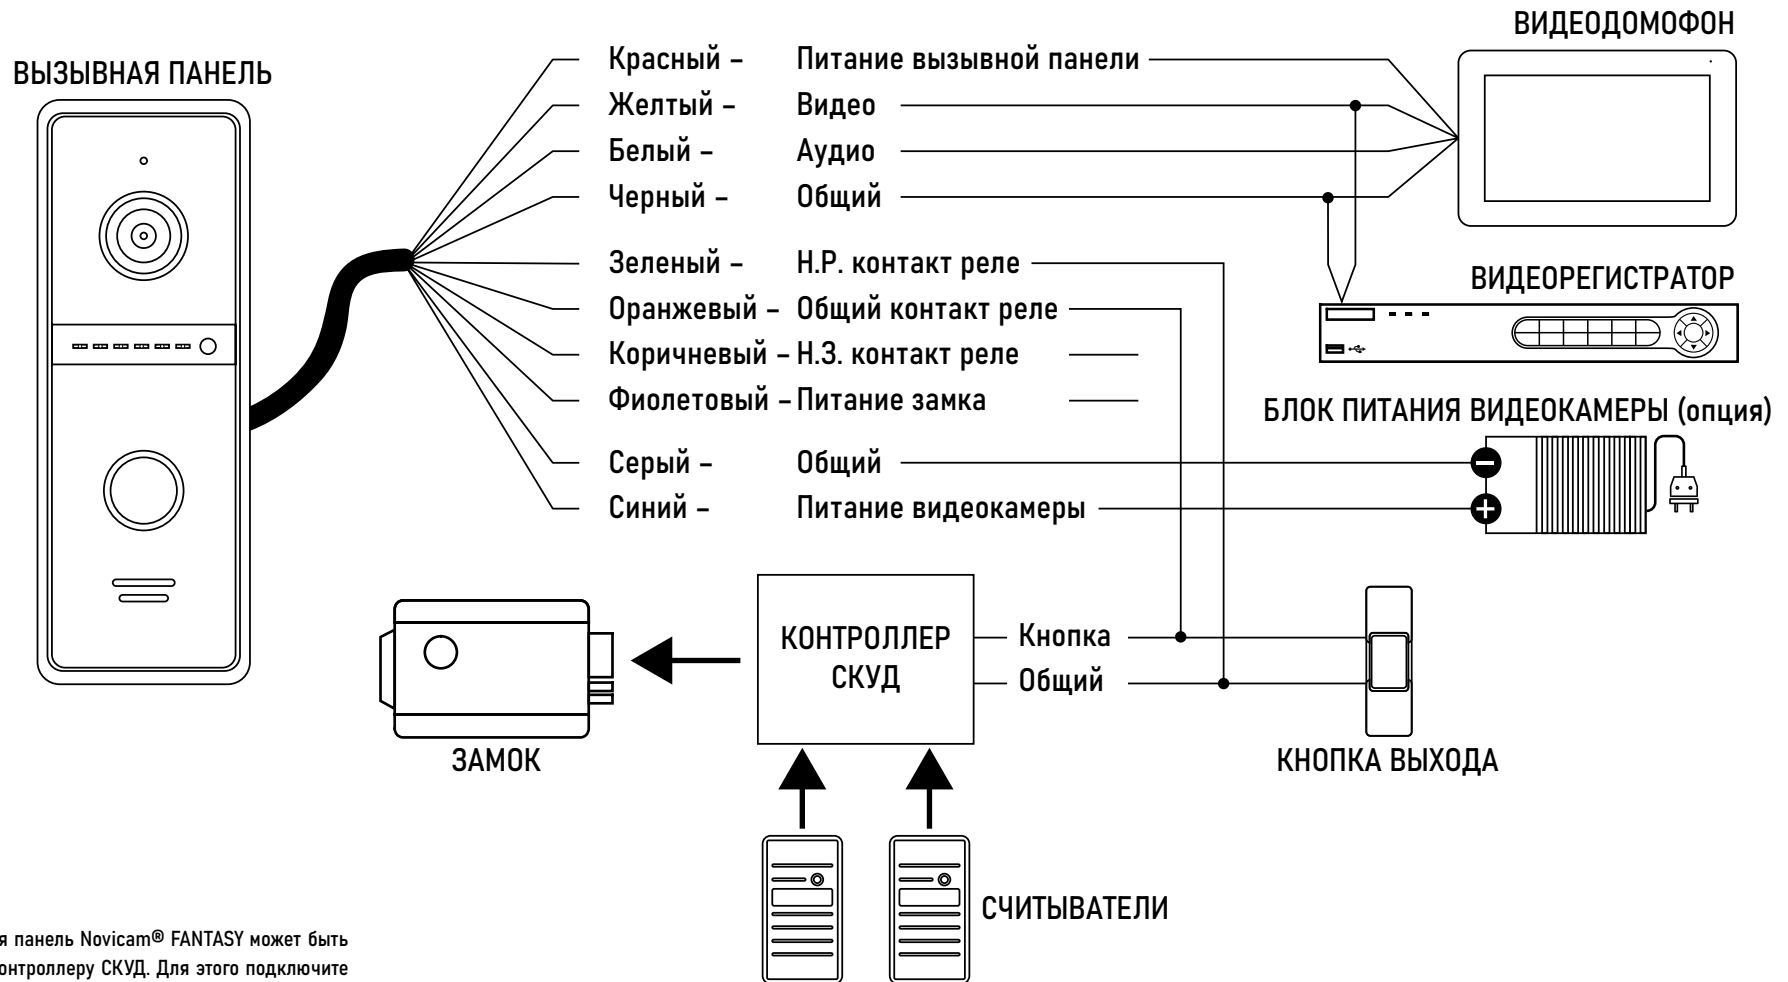 ВИДЕОДОМОФОН
ВЫЗЫВНАЯ ПАНЕЛЬ
Красный – Питание вызывной панели
Желтый – Видео
Белый – Аудио
Черный – Общий
Зеленый – Н.Р. контакт реле
Оранжевый – Общий контакт реле
Коричневый – Н.З. контакт реле
Фиолетовый – Питание замка
Серый – Общий
Синий – Питание видеокамеры
ВИДЕОРЕГИСТРАТОР
БЛОК ПИТАНИЯ ВИДЕОКАМЕРЫ (опция)
КОНТРОЛЛЕР
СКУД
Кнопка
Общий
ЗАМОК
КНОПКА ВЫХОДА
СЧИТЫВАТЕЛИ
я панель Novicam® FANTASY может быть
онтроллеру СКУД. Для этого подключите